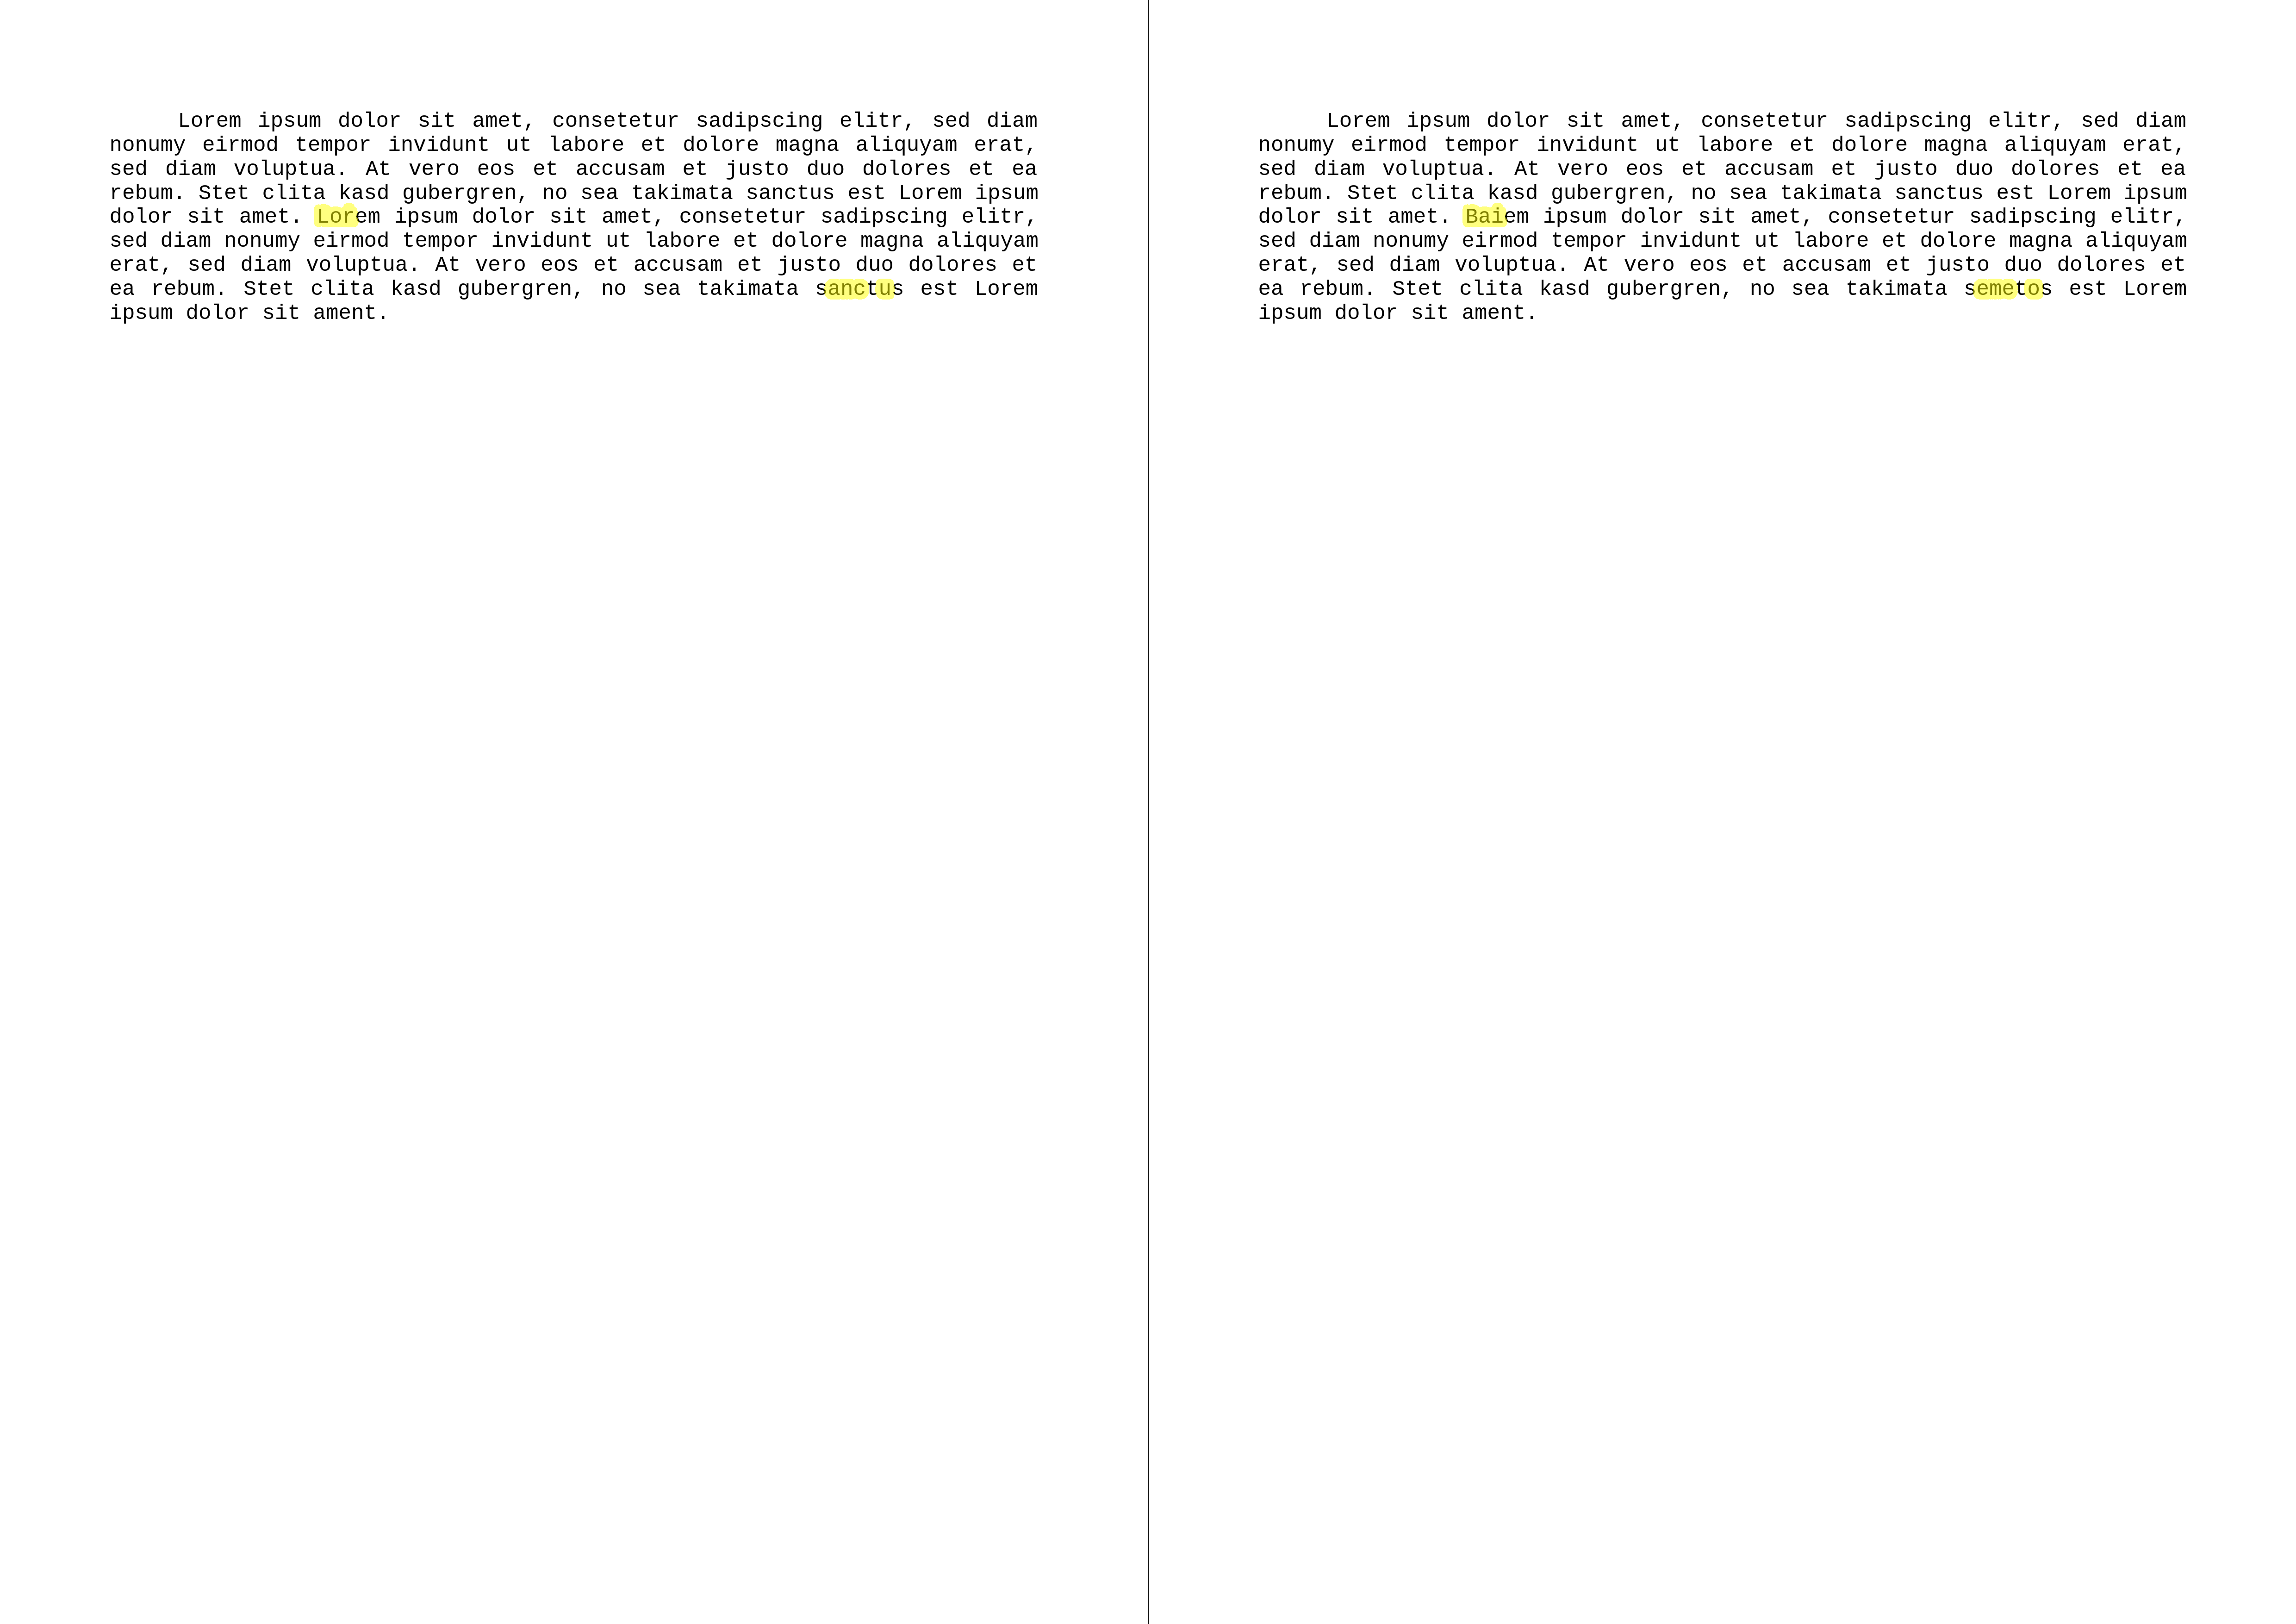 Lorem ipsum dolor sit amet, consetetur sadipscing elitr, sed diam
nonumy eirmod tempor invidunt ut labore et dolore magna aliquyam erat,
sed diam voluptua. At vero eos et accusam et justo duo dolores et ea
rebum. Stet clita kasd gubergren, no sea takimata sanctus est Lorem ipsum
dolor sit amet. Lorem ipsum dolor sit amet, consetetur sadipscing elitr,
sed diam nonumy eirmod tempor invidunt ut labore et dolore magna aliquyam
erat, sed diam voluptua. At vero eos et accusam et justo duo dolores et
ea rebum. Stet clita kasd gubergren, no sea takimata sanctus est Lorem
ipsum dolor sit ament.
Lorem ipsum dolor sit amet, consetetur sadipscing elitr, sed diam
nonumy eirmod tempor invidunt ut labore et dolore magna aliquyam erat,
sed diam voluptua. At vero eos et accusam et justo duo dolores et ea
rebum. Stet clita kasd gubergren, no sea takimata sanctus est Lorem ipsum
dolor sit amet. Baiem ipsum dolor sit amet, consetetur sadipscing elitr,
sed diam nonumy eirmod tempor invidunt ut labore et dolore magna aliquyam
erat, sed diam voluptua. At vero eos et accusam et justo duo dolores et
ea rebum. Stet clita kasd gubergren, no sea takimata semetos est Lorem
ipsum dolor sit ament.